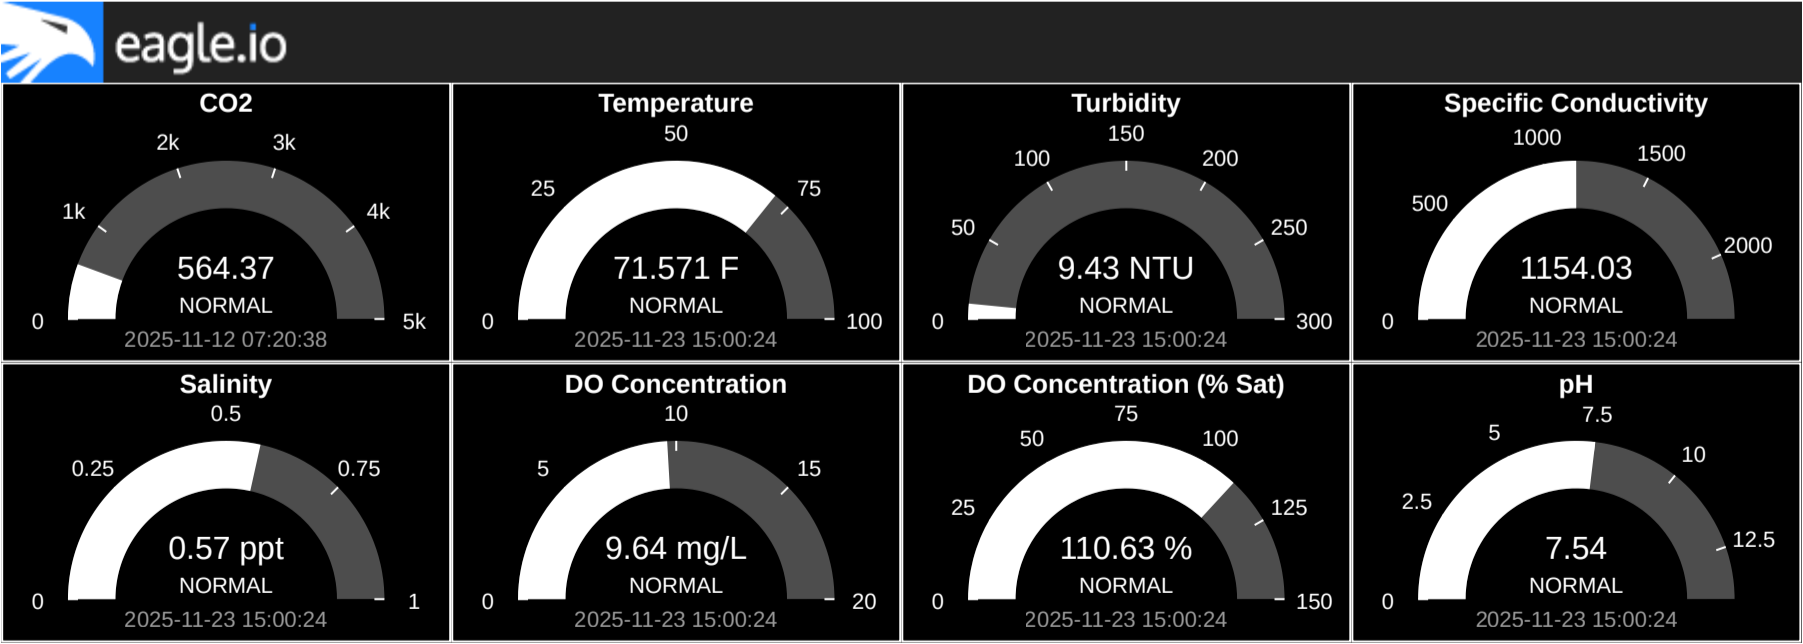 eagle.io
CO2
0
1k
2k
3k
4k
5k
564.37
NORMAL
2025-11-12 07:20:38
Temperature
0
25
50
75
100
71.571 F
NORMAL
2025-11-23 15:00:24
Turbidity
0
50
100
150
200
250
300
9.43 NTU
NORMAL
2025-11-23 15:00:24
Specific Conductivity
0
500
1000
1500
2000
1154.03
NORMAL
2025-11-23 15:00:24
Salinity
0
0.25
0.5
0.75
1
0.57 ppt
NORMAL
2025-11-23 15:00:24
DO Concentration
0
5
10
15
20
9.64 mg/L
NORMAL
2025-11-23 15:00:24
DO Concentration (% Sat)
0
25
50
75
100
125
150
110.63 %
NORMAL
2025-11-23 15:00:24
pH
0
2.5
5
7.5
10
12.5
7.54
NORMAL
2025-11-23 15:00:24